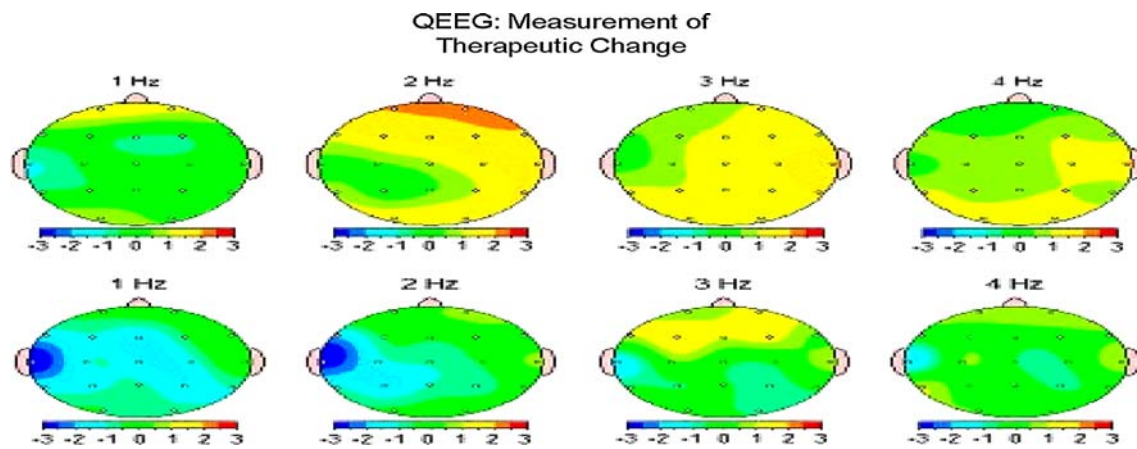 QEEG: Measurement of
Therapeutic Change
1 Hz 2 Hz 3 Hz 4 Hz
-3 -2 -1 0 1 2 3 -3 -2 -1 0 1 2 3 -3 -2 -1 0 1 2 3 -3 -2 -1 0 1 2 3
1 Hz 2 Hz 3 Hz 4 Hz
-3 -2 -1 0 1 2 3 -3 -2 -1 0 1 2 3 -3 -2 -1 0 1 2 3 -3 -2 -1 0 1 2 3